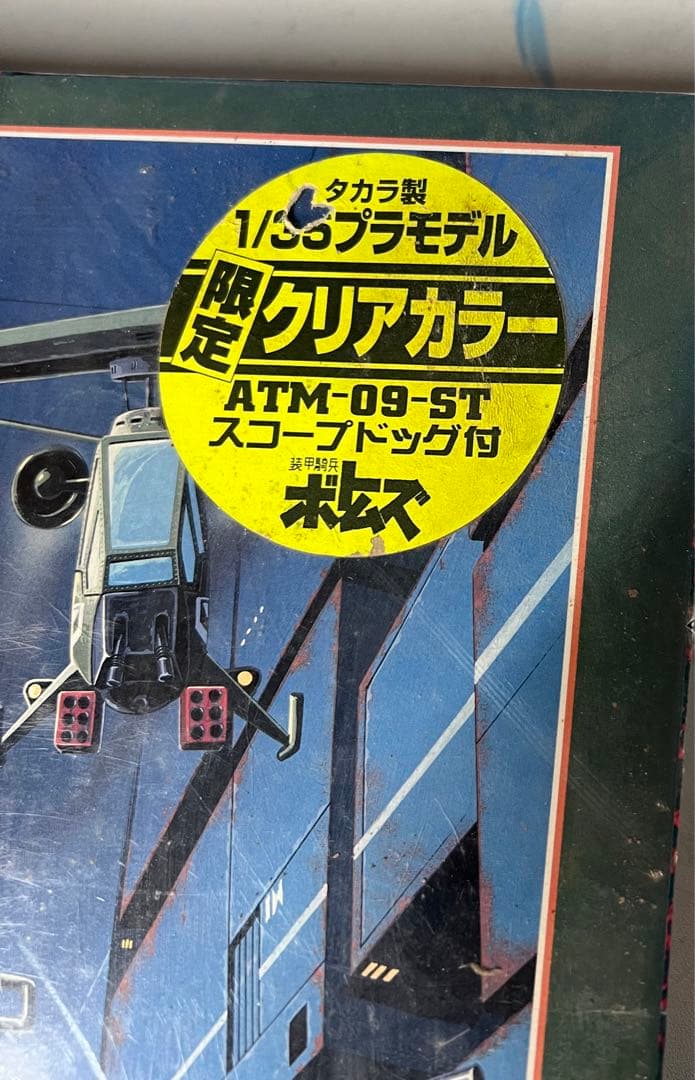 タカラ製
1/35プラモデル
限定
クリアカラー
ATM-09-ST
スコープドッグ付
装甲騎兵
ボトムズ